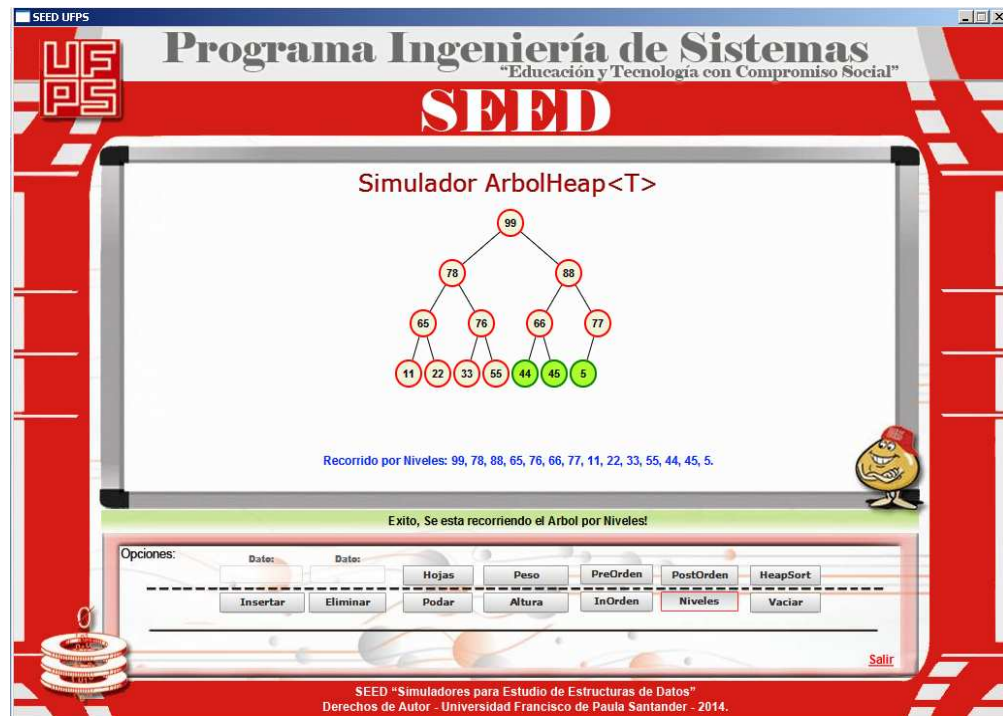 SEED UFPS
UF
PS
Programa Ingeniería de Sistemas
“Educación y Tecnología con Compromiso Social”
SEED
Simulador ArbolHeap<T>
99
78 88
65 76 66 77
11 22 33 55 44 45 5
Recorrido por Niveles: 99, 78, 88, 65, 76, 66, 77, 11, 22, 33, 55, 44, 45, 5.
Exito, Se esta recorriendo el Arbol por Niveles!
Opciones:
Dato: Dato:
Hojas Peso PreOrden PostOrden HeapSort
Insertar Eliminar Podar Altura InOrden Niveles Vaciar
Salir
SEED “Simuladores para Estudio de Estructuras de Datos”
Derechos de Autor - Universidad Francisco de Paula Santander - 2014.